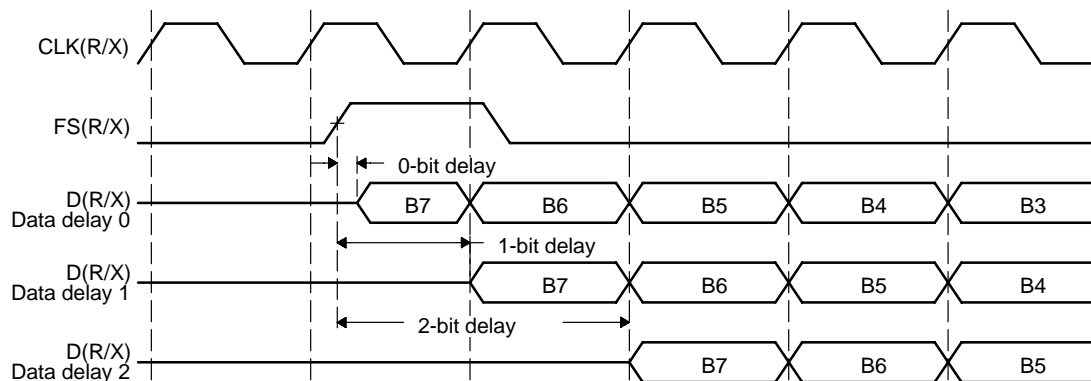 CLK(R/X)
FS(R/X)
0-bit delay
D(R/X)
Data delay 0
B7 B6 B5 B4 B3
1-bit delay
D(R/X)
Data delay 1
B7 B6 B5 B4
2-bit delay
D(R/X)
Data delay 2
B7 B6 B5